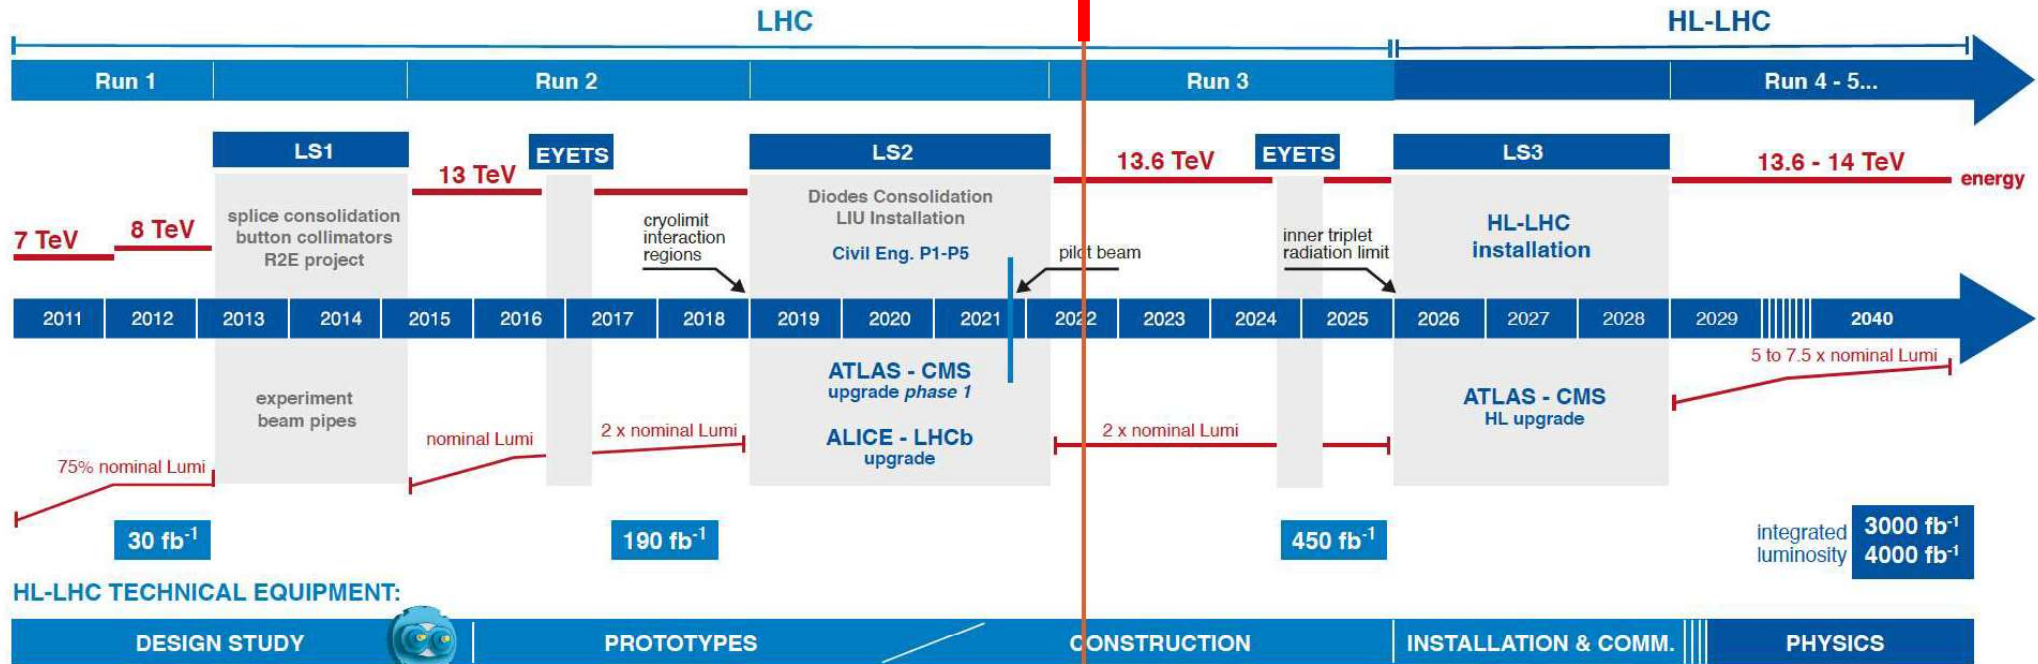 LHC
HL-LHC
Run 1
Run 2
Run 3
Run 4 - 5...
LS1
EYETS
LS2
EYETS
LS3
13 TeV
13.6 TeV
13.6 - 14 TeV
energy
7 TeV
8 TeV
splice consolidation
button collimators
R2E project
cryolimit
interaction
regions
Diodes Consolidation
LIU Installation
Civil Eng. P1-P5
pilot beam
inner triplet
radiation limit
HL-LHC
installation
2011
2012
2013
2014
2015
2016
2017
2018
2019
2020
2021
2022
2023
2024
2025
2026
2027
2028
2029
2040
experiment
beam pipes
ATLAS - CMS
upgrade phase 1
ALICE - LHCb
upgrade
ATLAS - CMS
HL upgrade
5 to 7.5 x nominal Lumi
75% nominal Lumi
nominal Lumi
2 x nominal Lumi
2 x nominal Lumi
30 fb⁻¹
190 fb⁻¹
450 fb⁻¹
integrated
luminosity
3000 fb⁻¹
4000 fb⁻¹
HL-LHC TECHNICAL EQUIPMENT:
DESIGN STUDY
PROTOTYPES
CONSTRUCTION
INSTALLATION & COMM.
PHYSICS